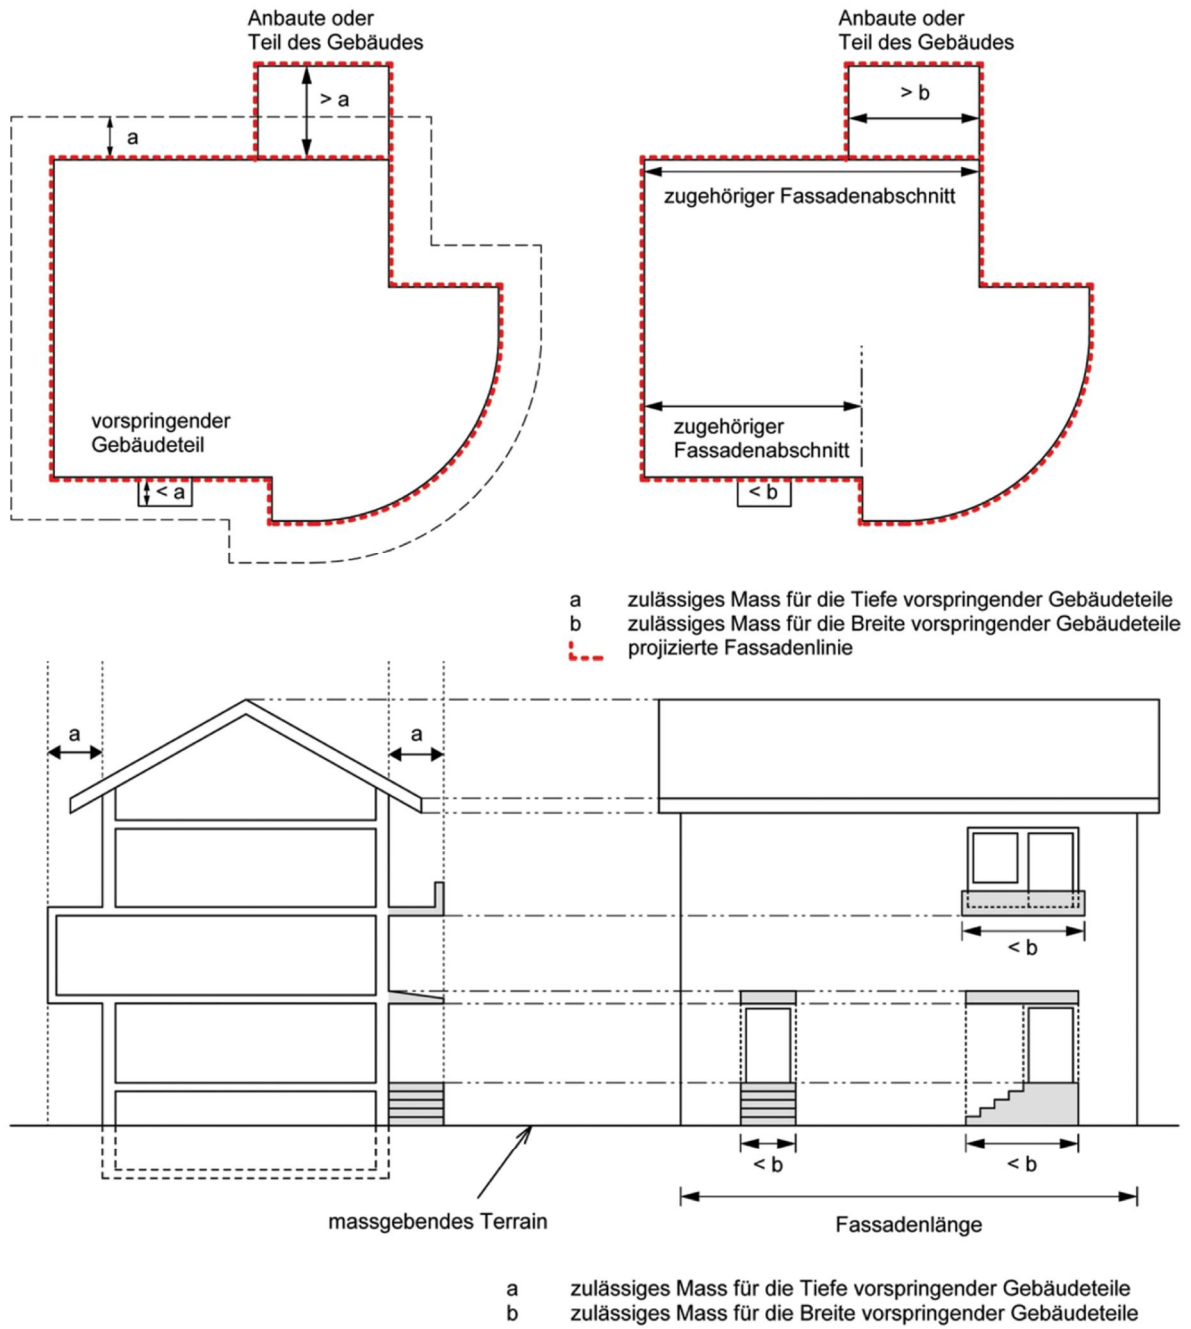 Anbaute oder
Teil des Gebäudes
> a
a
vorspringender
Gebäudeteil
< a
Anbaute oder
Teil des Gebäudes
> b
zugehöriger Fassadenabschnitt
zugehöriger
Fassadenabschnitt
< b
a zulässiges Mass für die Tiefe vorspringender Gebäudeteile
b zulässiges Mass für die Breite vorspringender Gebäudeteile
projizierte Fassadenlinie
a
a
< b
< b
< b
massgebendes Terrain
Fassadenlänge
a zulässiges Mass für die Tiefe vorspringender Gebäudeteile
b zulässiges Mass für die Breite vorspringender Gebäudeteile